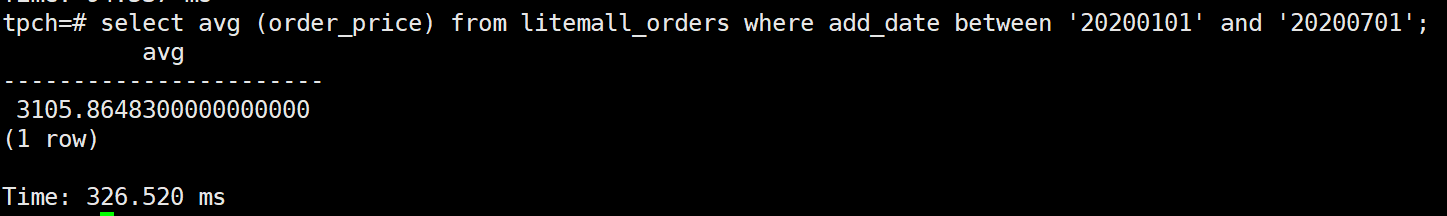 tpch=# select avg (order_price) from litemall_orders where add_date between '20200101' and '20200701';
avg
-----------------------
3105.8648300000000000
(1 row)
Time: 326.520 ms